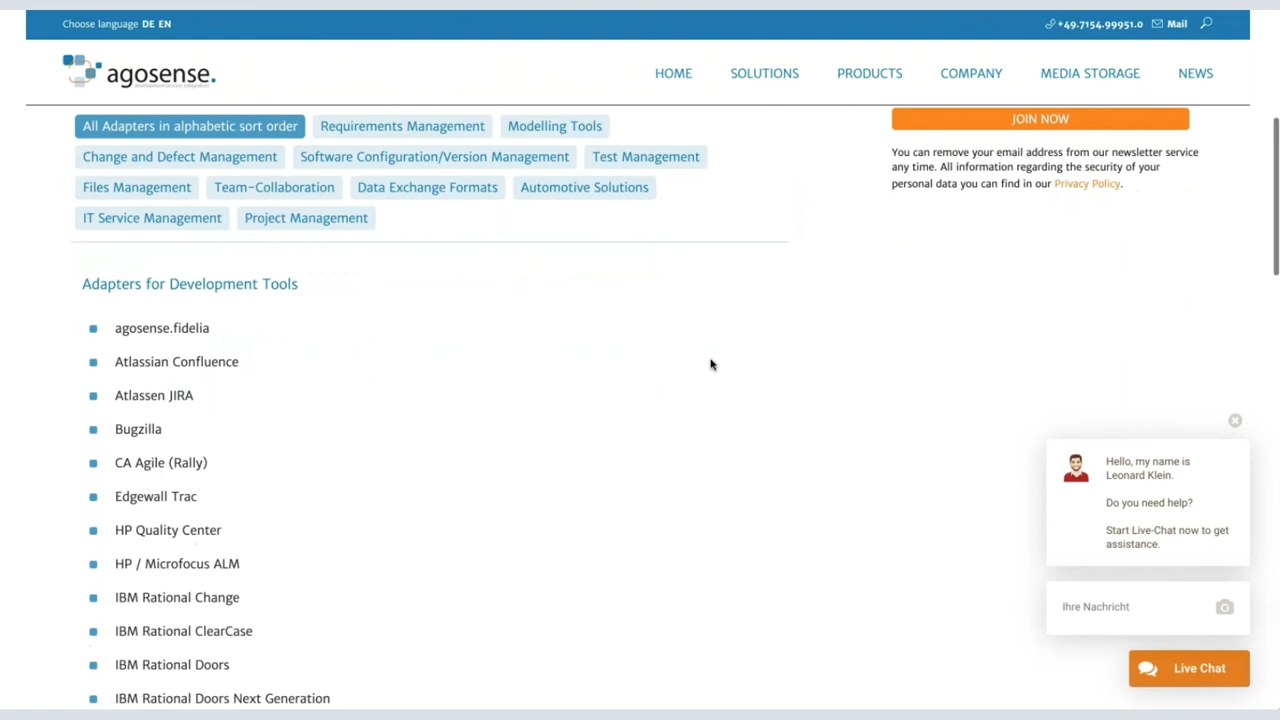 Choose language DE EN
+49.7154.99951.0 Mail
agosense.
HOME SOLUTIONS PRODUCTS COMPANY MEDIA STORAGE NEWS
All Adapters in alphabetic sort order Requirements Management Modelling Tools
Change and Defect Management Software Configuration/Version Management Test Management
Files Management Team-Collaboration Data Exchange Formats Automotive Solutions
IT Service Management Project Management
JOIN NOW
You can remove your email address from our newsletter service
any time. All information regarding the security of your
personal data you can find in our Privacy Policy.
Adapters for Development Tools
agosense.fidelia
Atlassian Confluence
Atlassen JIRA
Bugzilla
CA Agile (Rally)
Edgewall Trac
HP Quality Center
HP / Microfocus ALM
IBM Rational Change
IBM Rational ClearCase
IBM Rational Doors
IBM Rational Doors Next Generation
Hello, my name is
Leonard Klein.
Do you need help?
Start Live-Chat now to get
assistance.
Ihre Nachricht
Live Chat